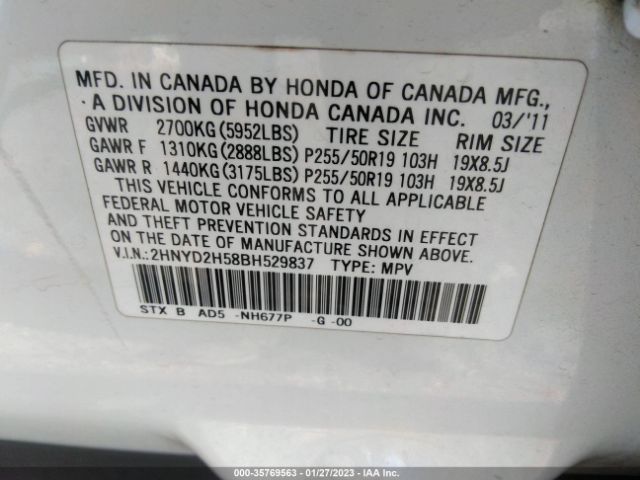 MFD. IN CANADA BY HONDA OF CANADA MFG.,
A DIVISION OF HONDA CANADA INC. 03/'11
GVWR 2700KG(5952LBS) TIRE SIZE RIM SIZE
GAWR F 1310KG(2888LBS) P255/50R19 103H 19X8.5J
GAWR R 1440KG(3175LBS) P255/50R19 103H 19X8.5J
THIS VEHICLE CONFORMS TO ALL APPLICABLE
FEDERAL MOTOR VEHICLE SAFETY
AND THEFT PREVENTION STANDARDS IN EFFECT
ON THE DATE OF MANUFACTURE SHOWN ABOVE.
V.I.N.:2HNYD2H58BH529837 TYPE: MPV
STX B AD5 -NH677P -G -00
000-35769563 - 01/27/2023 - IAA Inc.